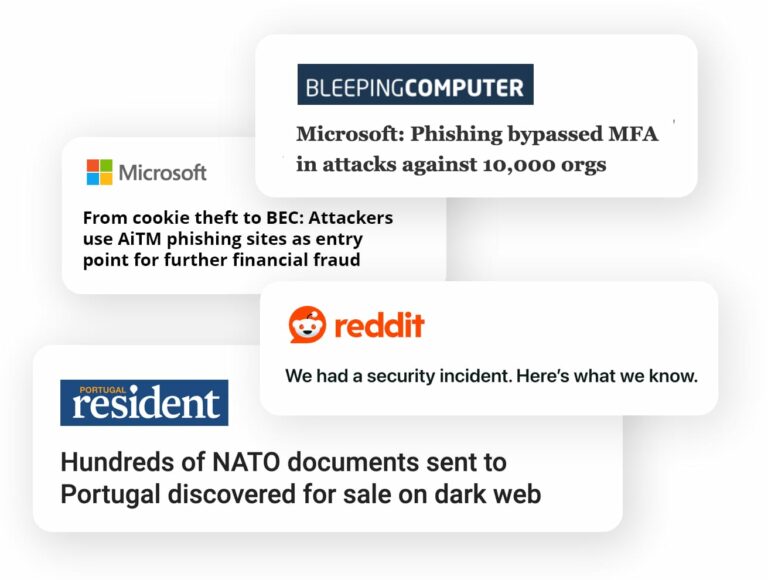 BLEEPINGCOMPUTER
Microsoft: Phishing bypassed MFA
in attacks against 10,000 orgs
Microsoft
From cookie theft to BEC: Attackers
use AiTM phishing sites as entry
point for further financial fraud
reddit
We had a security incident. Here’s what we know.
PORTUGAL
resident
Hundreds of NATO documents sent to
Portugal discovered for sale on dark web